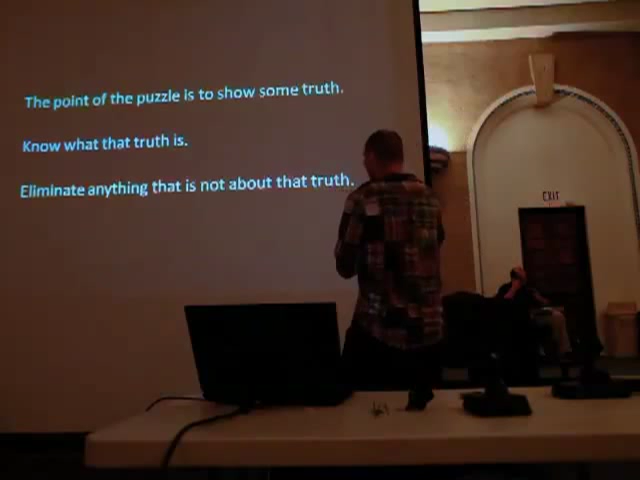 The point of the puzzle is to show some truth.
Know what that truth is.
Eliminate anything that is not about that truth.
EXIT